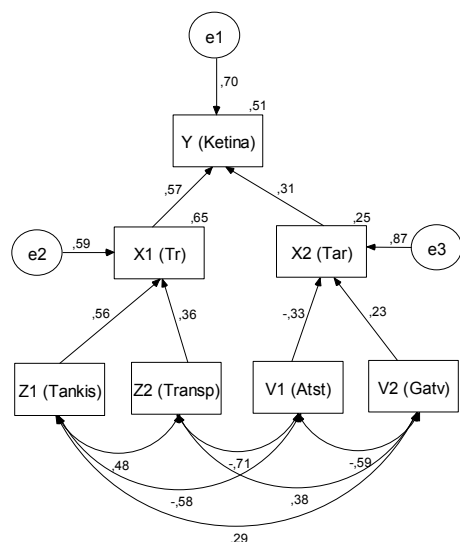 e1
,70
,51
Y (Ketina)
,57
,31
,65
,25
e2
,59
X1 (Tr)
X2 (Tar)
,87
e3
,56
,36
-,33
,23
Z1 (Tankis)
Z2 (Transp)
V1 (Atst)
V2 (Gatv)
,48
-,71
-,59
-,58
,38
,29